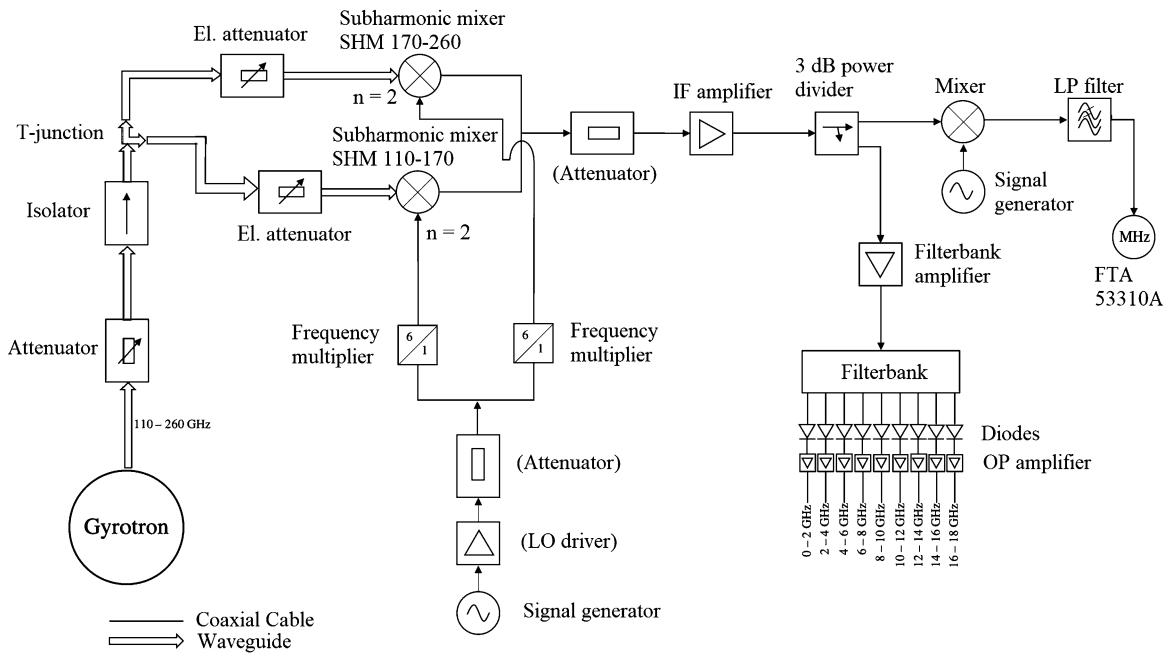 Subharmonic mixer
SHM 170-260
El. attenuator
n = 2
3 dB power
divider
IF amplifier
Mixer
LP filter
T-junction
Subharmonic mixer
SHM 110-170
(Attenuator)
Isolator
El. attenuator
n = 2
Signal
generator
MHz
FTA
53310A
Filterbank
amplifier
Attenuator
Frequency
multiplier
6
1
6
1
Frequency
multiplier
Filterbank
110 – 260 GHz
Diodes
OP amplifier
(Attenuator)
Gyrotron
(LO driver)
0 – 2 GHz
2 – 4 GHz
4 – 6 GHz
6 – 8 GHz
8 – 10 GHz
10 – 12 GHz
12 – 14 GHz
14 – 16 GHz
16 – 18 GHz
Signal generator
Coaxial Cable
Waveguide